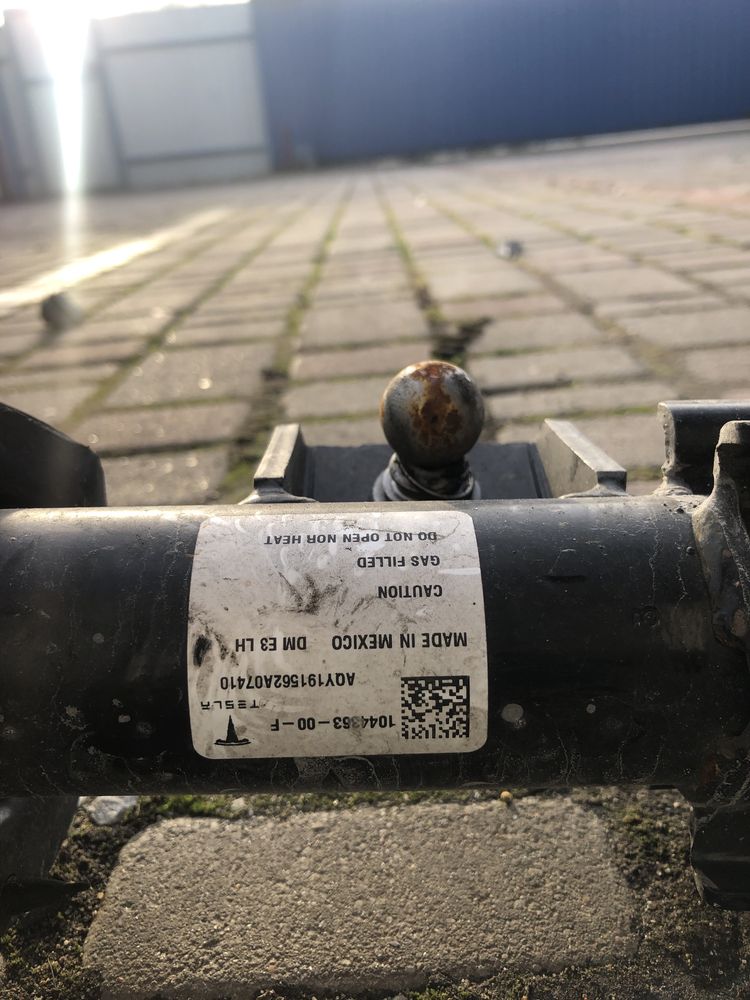 1044363-00-F
TESLA
AQY191562A07410
MADE IN MEXICO DM E3 LH
CAUTION
GAS FILLED
DO NOT OPEN NOR HEAT